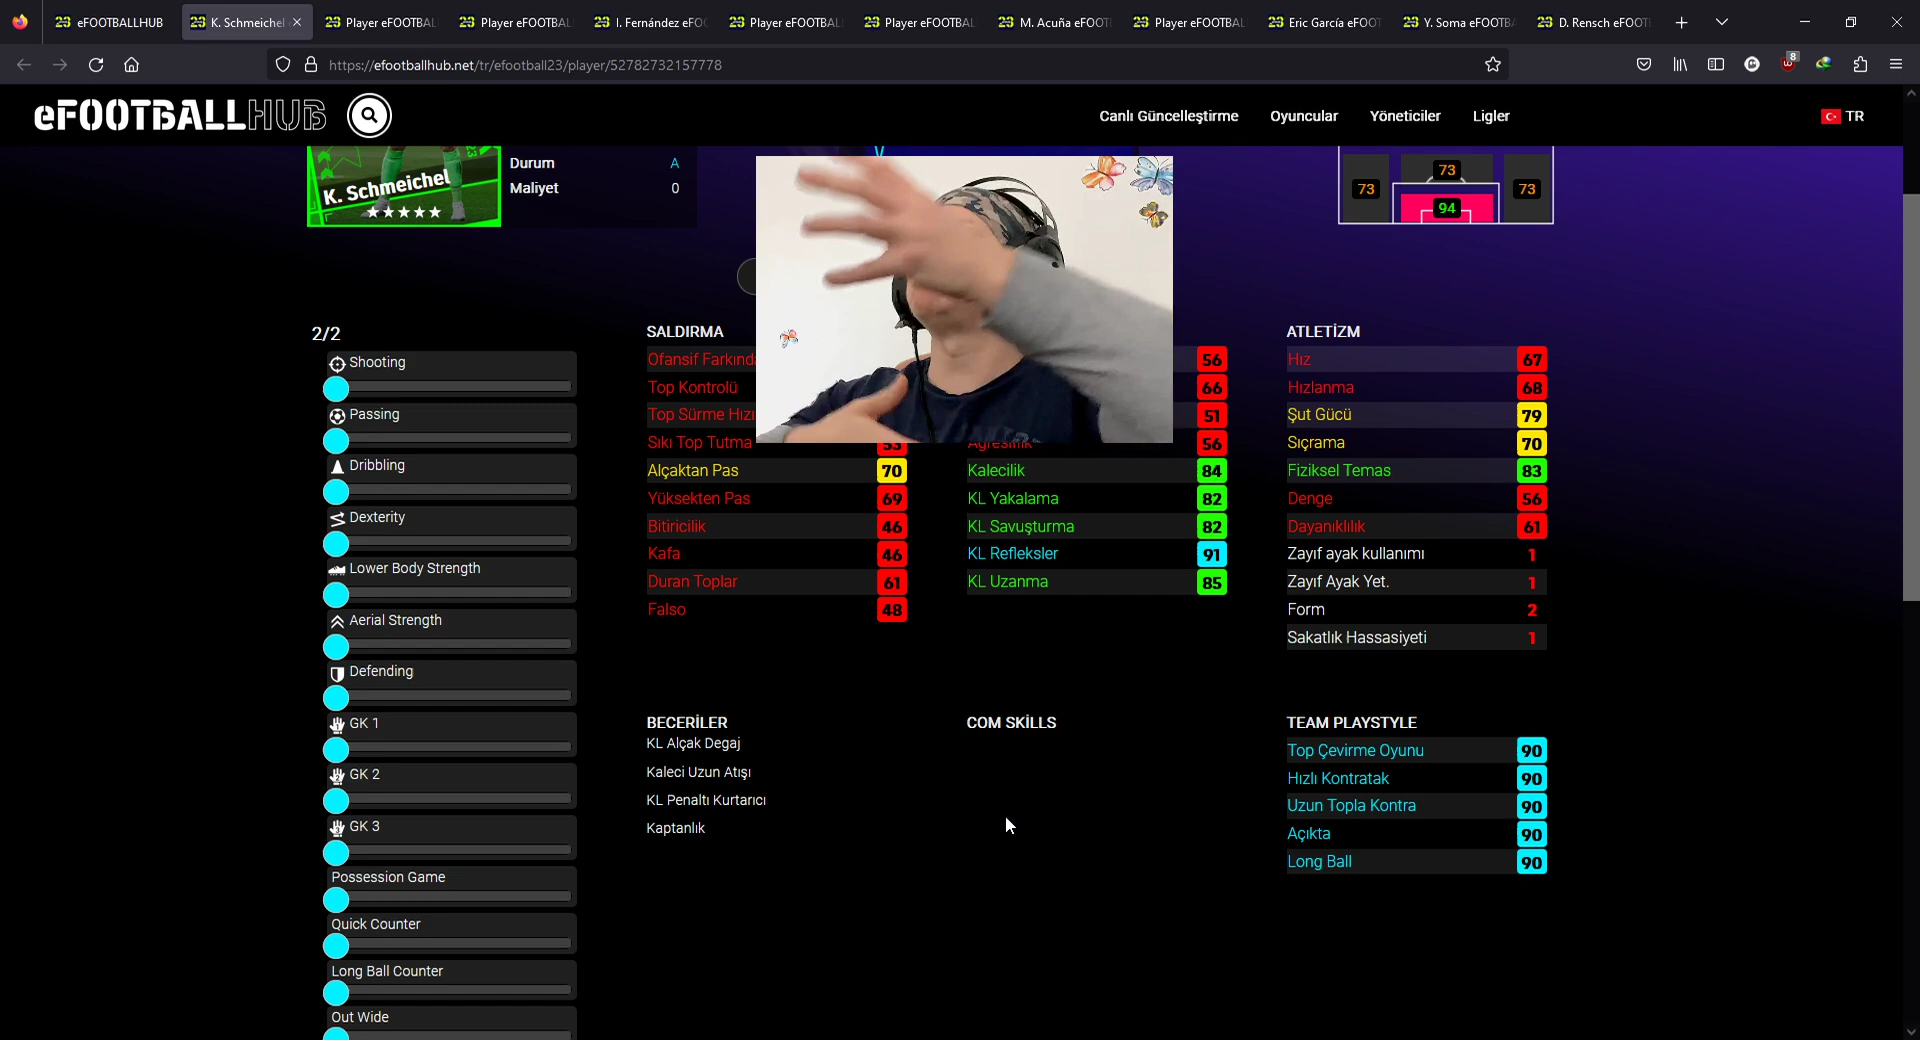 eFOOTBALLHUB
K. Schmeichel
Player eFOOTBAL
Player eFOOTBAL
I. Fernández eFO
Player eFOOTBAL
Player eFOOTBAL
M. Acuña eFOOT
Player eFOOTBAL
Eric García eFOOT
Y. Soma eFOOTB
D. Rensch eFOOT
https://efootballhub.net/tr/efootball23/player/52782732157778
8
eFOOTBALLHUB
Canlı Güncelleştirme
Oyuncular
Yöneticiler
Ligler
TR
K. Schmeichel
★★★★★
Durum A
Maliyet 0
73
73
73
94
2/2
Shooting
Passing
Dribbling
Dexterity
Lower Body Strength
Aerial Strength
Defending
GK 1
GK 2
GK 3
Possession Game
Quick Counter
Long Ball Counter
Out Wide
SALDIRMA
Ofansif Farkında
Top Kontrolü
Top Sürme Hızı
Sıkı Top Tutma 53
Alçaktan Pas 70
Yüksekten Pas 69
Bitiricilik 46
Kafa 46
Duran Toplar 61
Falso 48
56
66
51
Agresiflik 56
Kalecilik 84
KL Yakalama 82
KL Savuşturma 82
KL Refleksler 91
KL Uzanma 85
ATLETİZM
Hız 67
Hızlanma 68
Şut Gücü 79
Sıçrama 70
Fiziksel Temas 83
Denge 56
Dayanıklılık 61
Zayıf ayak kullanımı 1
Zayıf Ayak Yet. 1
Form 2
Sakatlık Hassasiyeti 1
BECERİLER
KL Alçak Degaj
Kaleci Uzun Atışı
KL Penaltı Kurtarıcı
Kaptanlık
COM SKİLLS
TEAM PLAYSTYLE
Top Çevirme Oyunu 90
Hızlı Kontratak 90
Uzun Topla Kontra 90
Açıkta 90
Long Ball 90